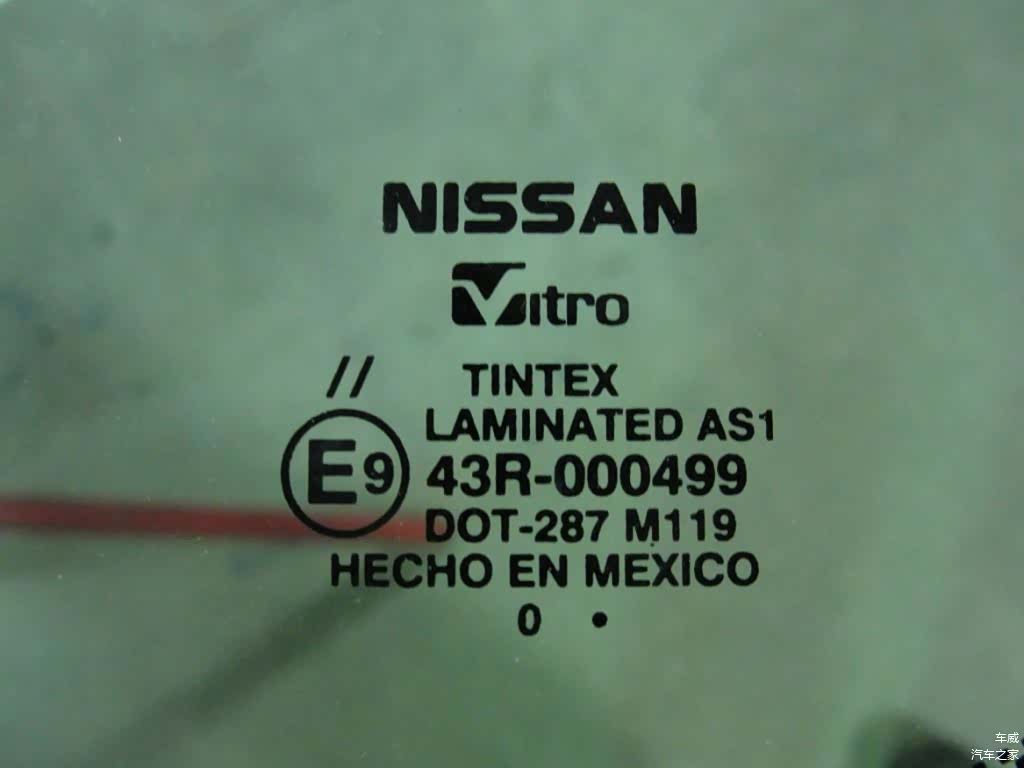 NISSAN
Vitro
// TINTEX
LAMINATED AS1
E9 43R-000499
DOT-287 M119
HECHO EN MEXICO
0 •
车威
汽车之家